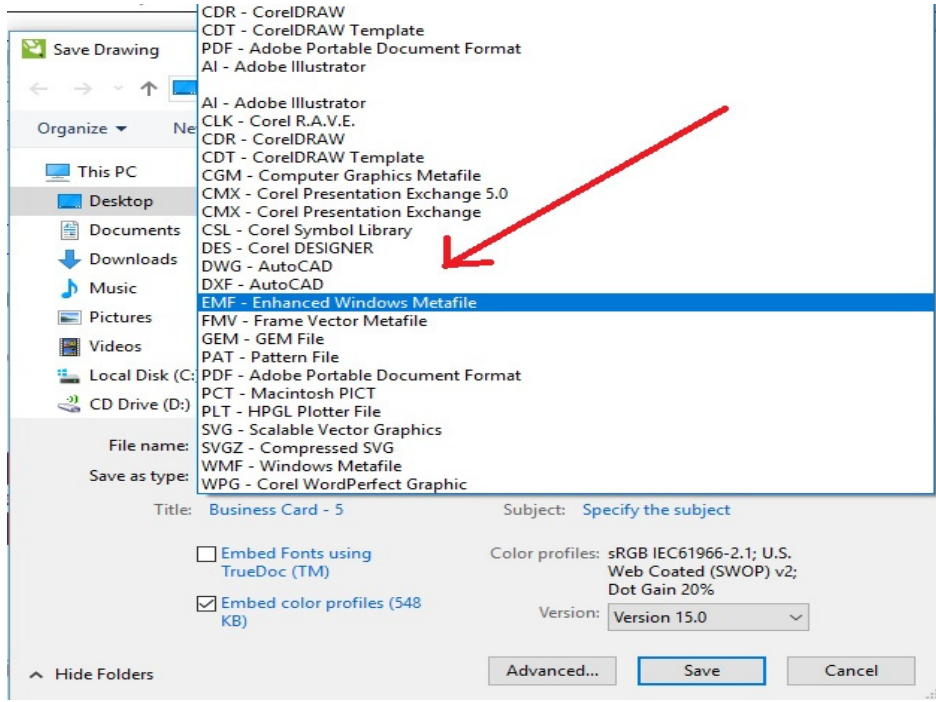 CDR - CorelDRAW
CDT - CorelDRAW Template
PDF - Adobe Portable Document Format
AI - Adobe Illustrator
Save Drawing
AI - Adobe Illustrator
Organize
Ne
CLK - Corel R.A.V.E.
CDR - CorelDRAW
CDT - CorelDRAW Template
CGM - Computer Graphics Metafile
CMX - Corel Presentation Exchange 5.0
CMX - Corel Presentation Exchange
CSL - Corel Symbol Library
DES - Corel DESIGNER
DWG - AutoCAD
DXF - AutoCAD
EMF - Enhanced Windows Metafile
FMV - Frame Vector Metafile
GEM - GEM File
PAT - Pattern File
PDF - Adobe Portable Document Format
PCT - Macintosh PICT
PLT - HPGL Plotter File
SVG - Scalable Vector Graphics
SVGZ - Compressed SVG
WMF - Windows Metafile
WPG - Corel WordPerfect Graphic
This PC
Desktop
Documents
Downloads
Music
Pictures
Videos
Local Disk (C:
CD Drive (D:)
File name:
Save as type:
Title: Business Card - 5
Subject: Specify the subject
Embed Fonts using
TrueDoc (TM)
Embed color profiles (548
KB)
Color profiles: sRGB IEC61966-2.1; U.S.
Web Coated (SWOP) v2;
Dot Gain 20%
Version: Version 15.0
Hide Folders
Advanced...
Save
Cancel